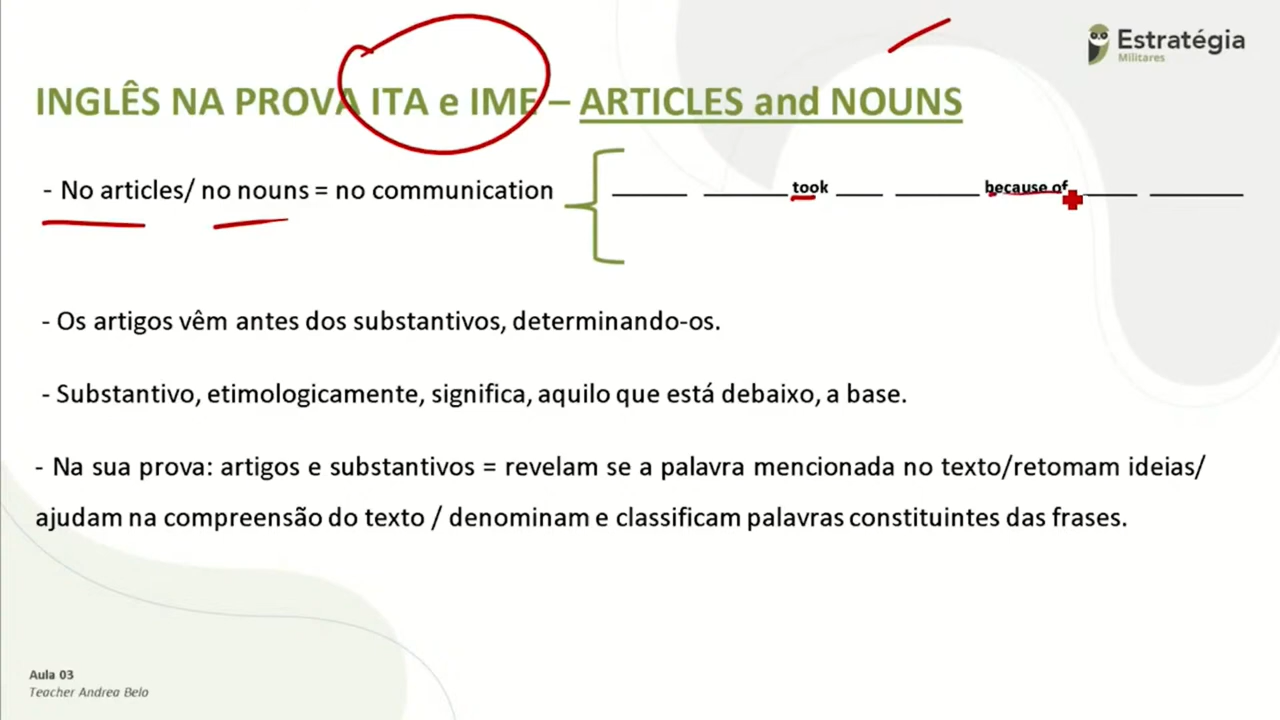 Estratégia
Militares
INGLÊS NA PROVA ITA e IME – ARTICLES and NOUNS
- No articles/ no nouns = no communication
took because of
- Os artigos vêm antes dos substantivos, determinando-os.
- Substantivo, etimologicamente, significa, aquilo que está debaixo, a base.
- Na sua prova: artigos e substantivos = revelam se a palavra mencionada no texto/retomam ideias/
ajudam na compreensão do texto / denominam e classificam palavras constituintes das frases.
Aula 03
Teacher Andrea Belo